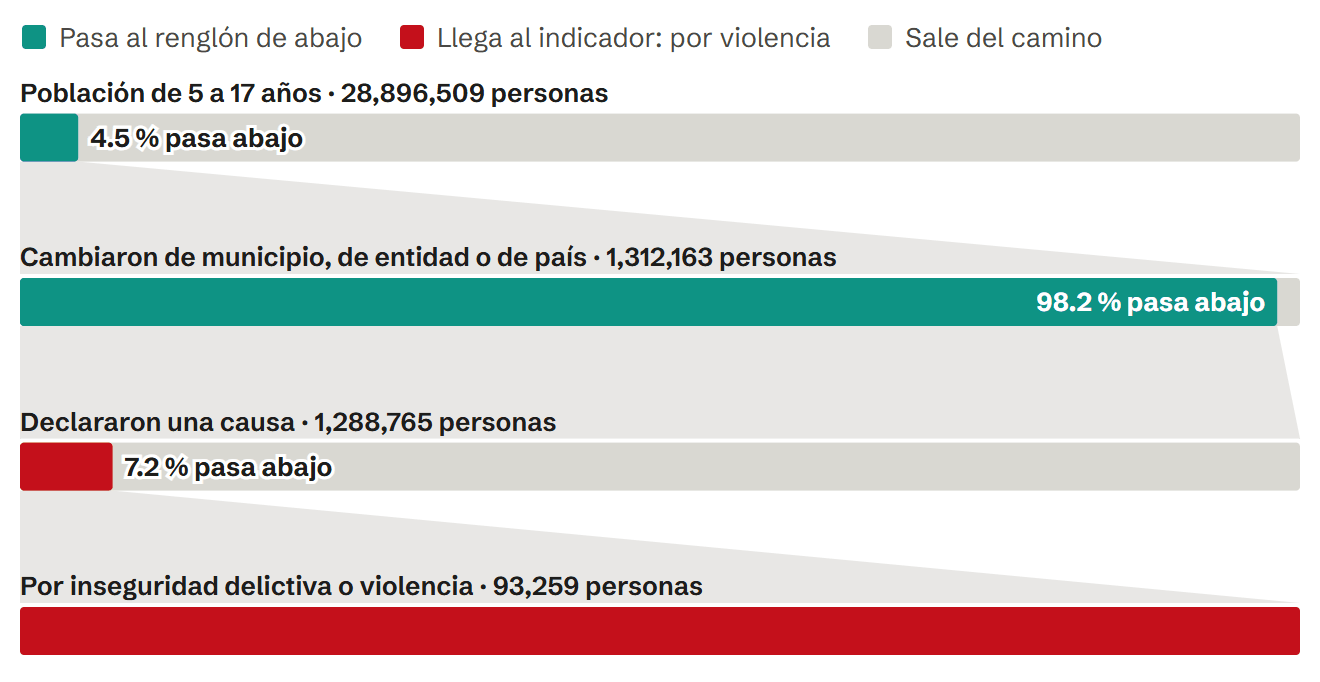 Pasa al renglón de abajo Llega al indicador: por violencia Sale del camino
Población de 5 a 17 años · 28,896,509 personas
4.5 % pasa abajo
Cambiaron de municipio, de entidad o de país · 1,312,163 personas
98.2 % pasa abajo
Declararon una causa · 1,288,765 personas
7.2 % pasa abajo
Por inseguridad delictiva o violencia · 93,259 personas